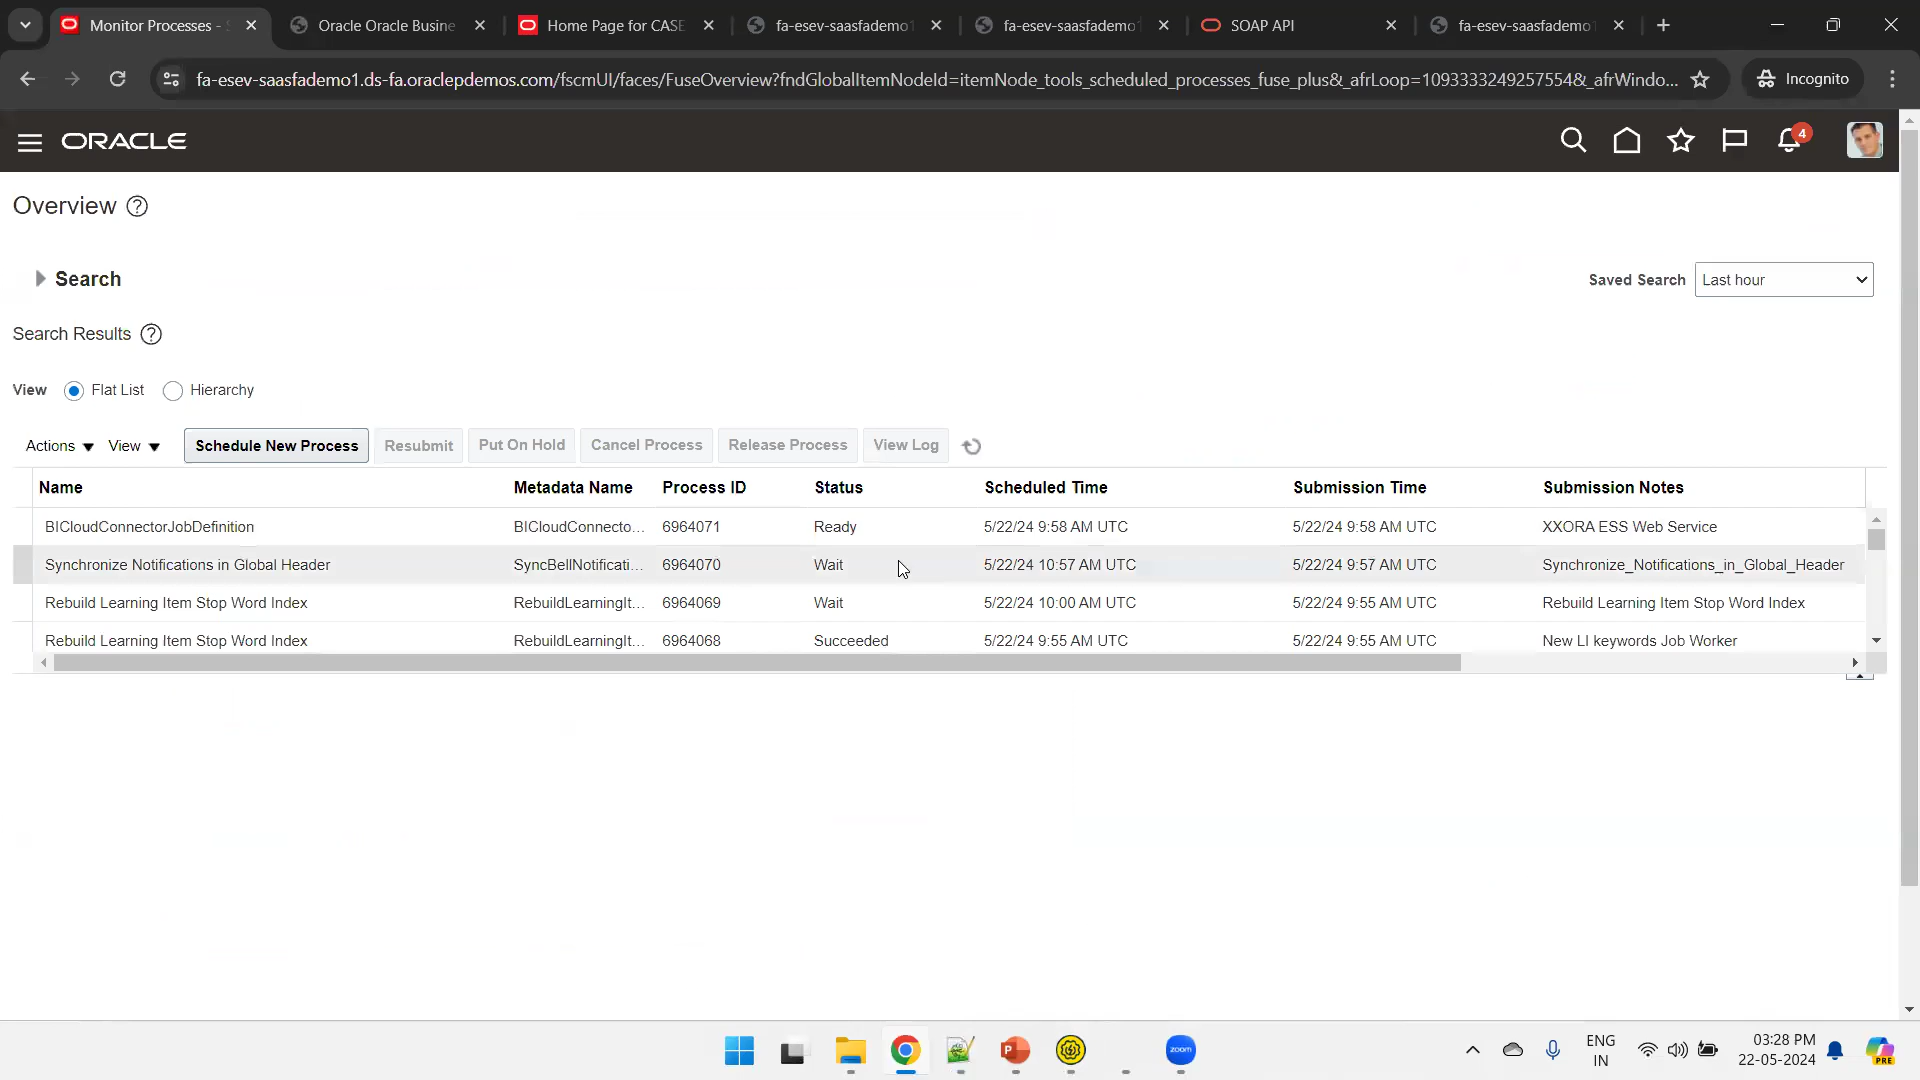 Monitor Processes - S
Oracle Oracle Busine
Home Page for CASE
fa-esev-saasfademo1
fa-esev-saasfademo1
SOAP API
fa-esev-saasfademo1
fa-esev-saasfademo1.ds-fa.oraclepdemos.com/fscmUI/faces/FuseOverview?fndGlobalItemNodeId=itemNode_tools_scheduled_processes_fuse_plus&_afrLoop=1093333249257554&_afrWindo...
Incognito
ORACLE
4
Overview
Search
Saved Search Last hour
Search Results
View Flat List Hierarchy
Actions View Schedule New Process Resubmit Put On Hold Cancel Process Release Process View Log
Name Metadata Name Process ID Status Scheduled Time Submission Time Submission Notes
BICloudConnectorJobDefinition BICloudConnecto... 6964071 Ready 5/22/24 9:58 AM UTC 5/22/24 9:58 AM UTC XXORA ESS Web Service
Synchronize Notifications in Global Header SyncBellNotificati... 6964070 Wait 5/22/24 10:57 AM UTC 5/22/24 9:57 AM UTC Synchronize_Notifications_in_Global_Header
Rebuild Learning Item Stop Word Index RebuildLearningIt... 6964069 Wait 5/22/24 10:00 AM UTC 5/22/24 9:55 AM UTC Rebuild Learning Item Stop Word Index
Rebuild Learning Item Stop Word Index RebuildLearningIt... 6964068 Succeeded 5/22/24 9:55 AM UTC 5/22/24 9:55 AM UTC New LI keywords Job Worker
zoom
ENG
IN
03:28 PM
22-05-2024
PRE